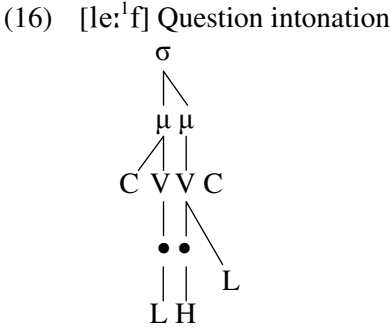 (16) [leː¹f] Question intonation
σ
μ μ
C V V C
• •
L
L H